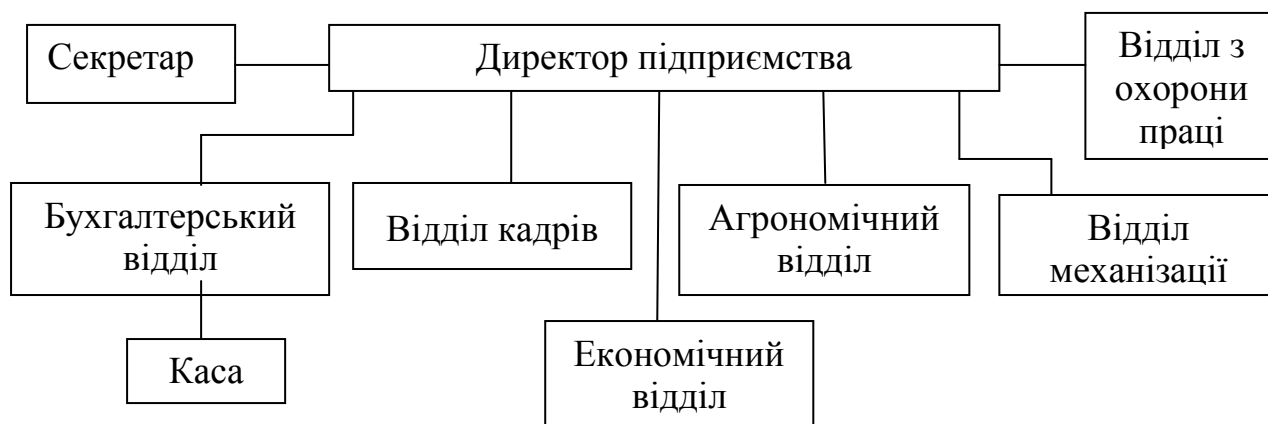 Секретар
Директор підприємства
Відділ з
охорони
праці
Бухгалтерський
відділ
Відділ кадрів
Агрономічний
відділ
Відділ
механізації
Каса
Економічний
відділ